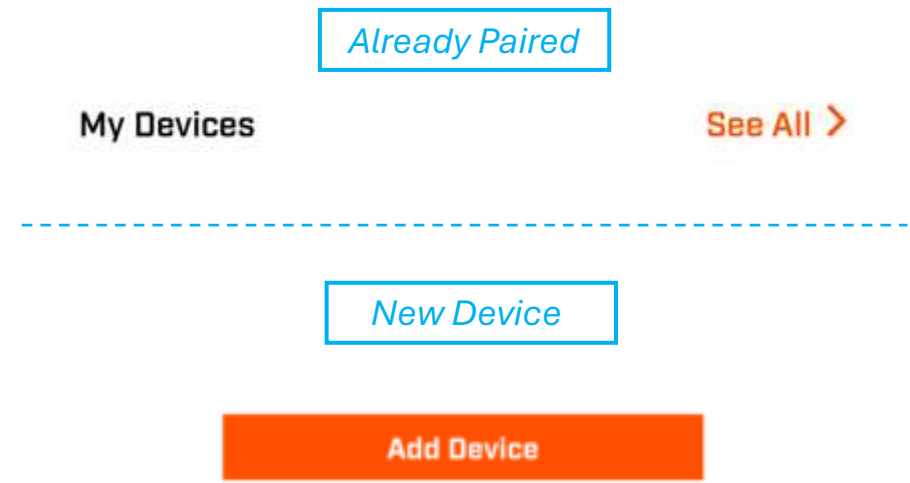 Already Paired
My Devices See All >
New Device
Add Device